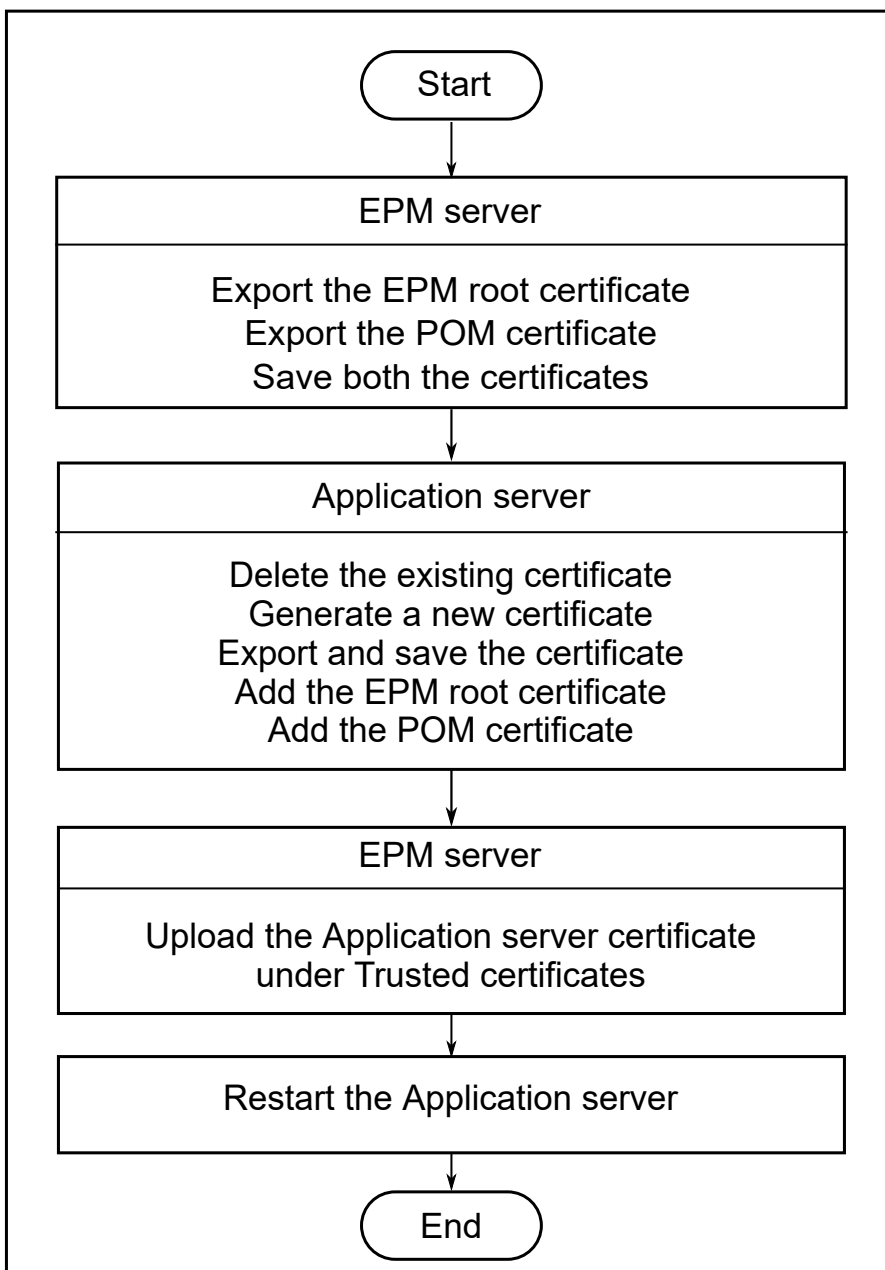 Start
EPM server
Export the EPM root certificate
Export the POM certificate
Save both the certificates
Application server
Delete the existing certificate
Generate a new certificate
Export and save the certificate
Add the EPM root certificate
Add the POM certificate
EPM server
Upload the Application server certificate
under Trusted certificates
Restart the Application server
End